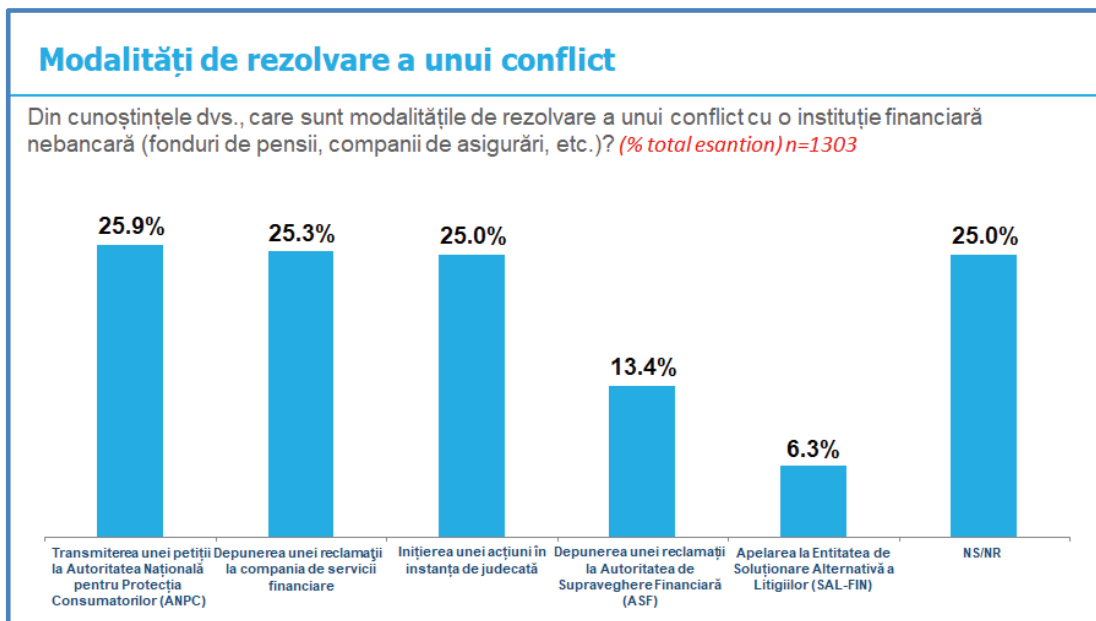 Modalități de rezolvare a unui conflict
Din cunoștințele dvs., care sunt modalitățile de rezolvare a unui conflict cu o instituție financiară
nebancară (fonduri de pensii, companii de asigurări, etc.)? (% total esantion) n=1303
25.9%
25.3%
25.0%
13.4%
6.3%
25.0%
Transmiterea unei petiții
la Autoritatea Națională
pentru Protecția
Consumatorilor (ANPC)
Depunerea unei reclamaţii
la compania de servicii
financiare
Inițierea unei acțiuni în
instanța de judecată
Depunerea unei reclamații
la Autoritatea de
Supraveghere Financiară
(ASF)
Apelarea la Entitatea de
Soluționare Alternativă a
Litigiilor (SAL-FIN)
NS/NR